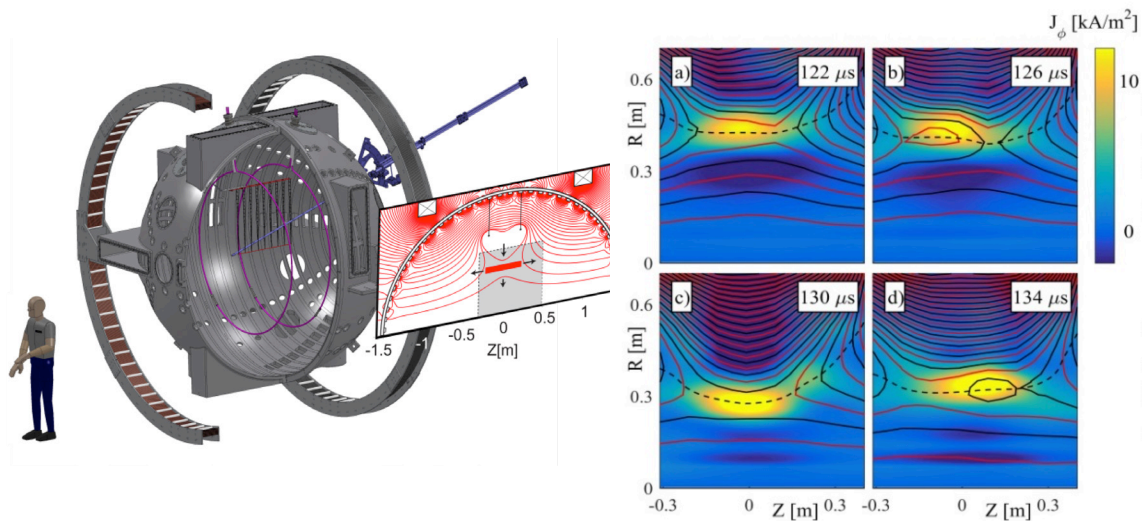 J_ϕ [kA/m²]
a)
122 μs
b)
126 μs
10
0
0.6
0.3
0
R [m]
c)
130 μs
d)
134 μs
0.6
0.3
0
R [m]
-0.3
0
0.3
Z [m]
-0.3
0
0.3
Z [m]
-1.5
-1
-0.5
0
0.5
1
Z[m]